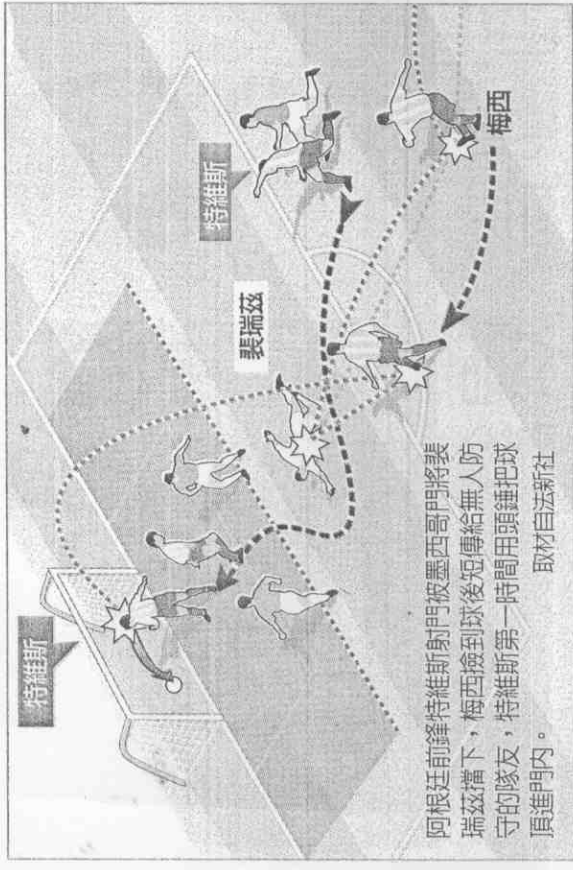 特維斯
特維斯
裴瑞茲
梅西
阿根廷前鋒特維斯射門被墨西哥門將裴
瑞茲擋下，梅西撿到球後短傳給無人防
守的隊友，特維斯第一時間用頭錘把球
頂進門內。
取材自法新社